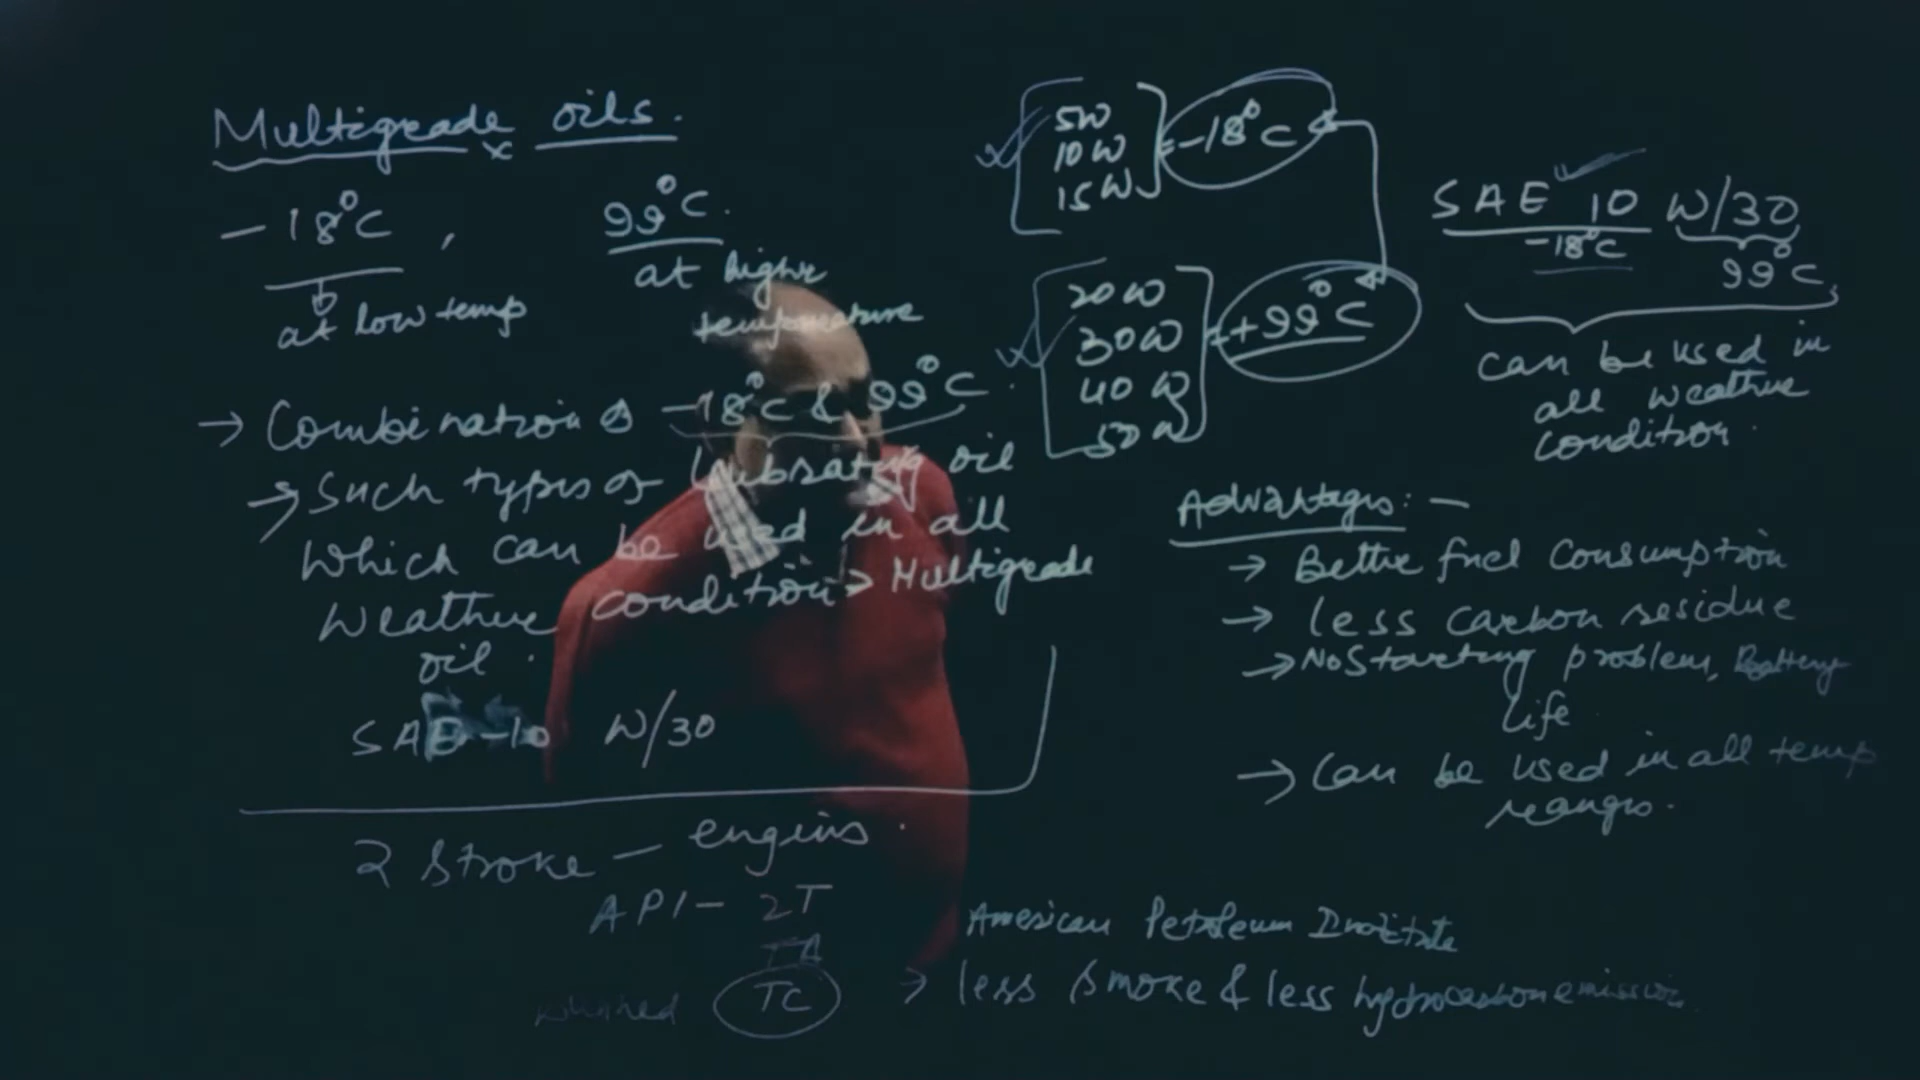 Multigrade oils.
-18°C , 99°C.
at low temp
at higher
temperature
→ Combination of -18°C & 99°C.
→ Such types of lubrating oil
which can be used in all
weather condition → Multigrade
oil.
SAE-10 W/30
5W
10W
15W
= -18°C
20W
30W
40W
50W
= +99°C
SAE 10 W/30
-18°C
99°C
can be used in
all weather
condition.
Advantages: -
→ Better fuel consumption
→ less carbon residue
→ No starting problem, Battery
life
→ Can be used in all temp
ranges.
2 stroke - engins.
API - 2T
TA
TC
American Petroleum Institute
→ less smoke & less hydrocarbon emission